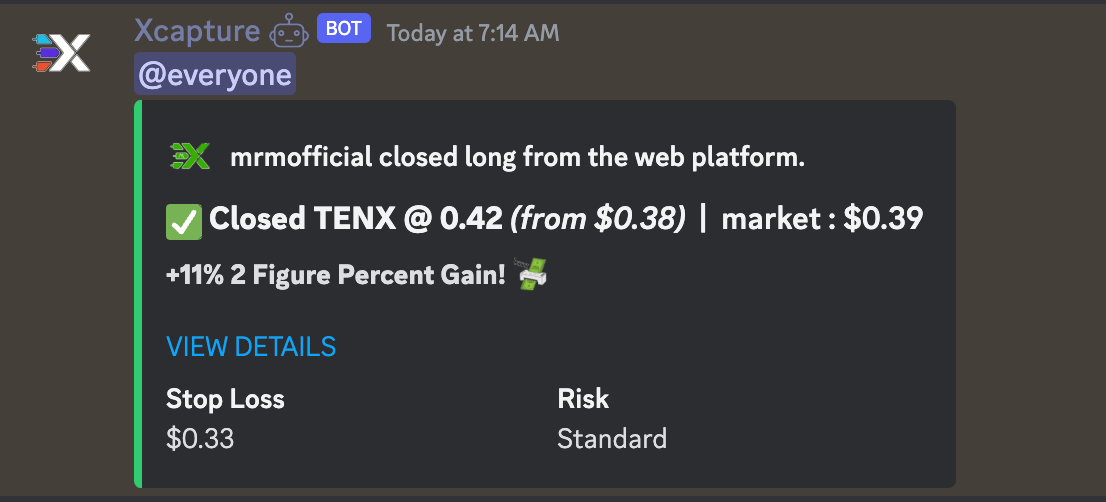 Xcapture BOT Today at 7:14 AM
@everyone
mrmofficial closed long from the web platform.
Closed TENX @ 0.42 (from $0.38) | market : $0.39
+11% 2 Figure Percent Gain!
VIEW DETAILS
Stop Loss Risk
$0.33 Standard